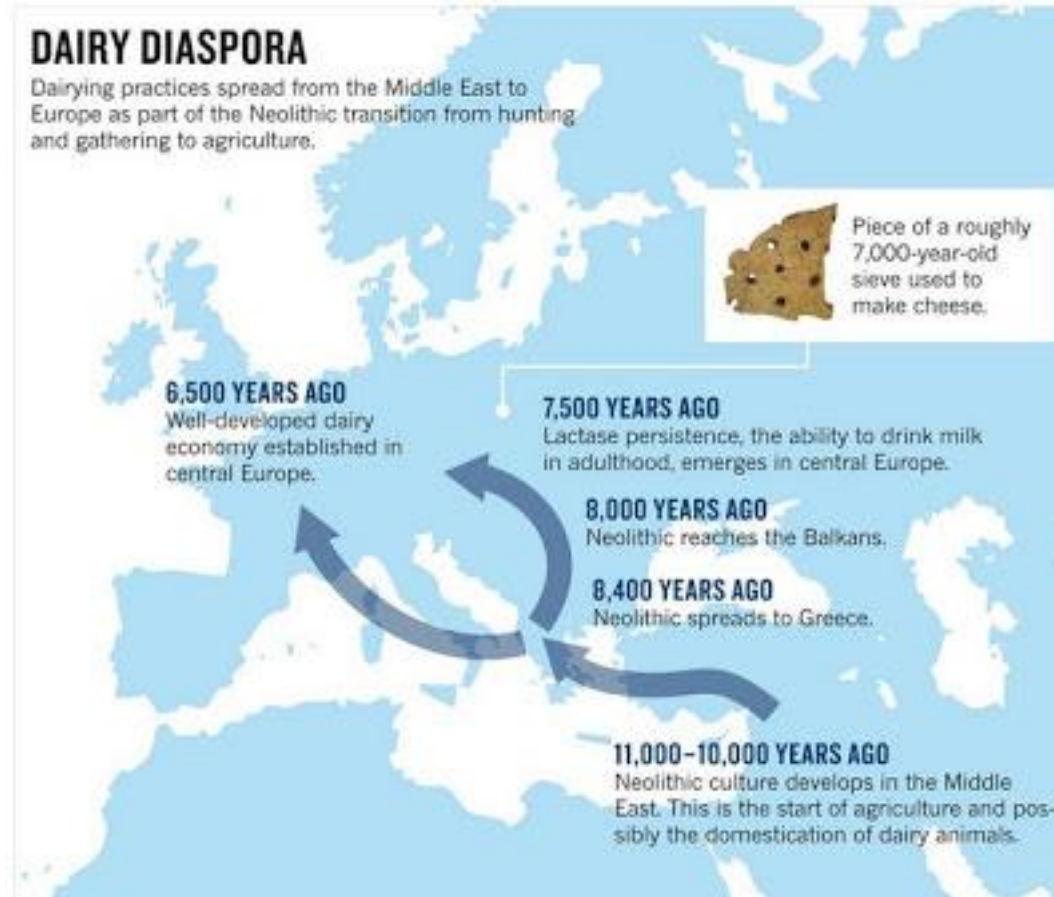 DAIRY DIASPORA
Dairying practices spread from the Middle East to
Europe as part of the Neolithic transition from hunting
and gathering to agriculture.
Piece of a roughly
7,000-year-old
sieve used to
make cheese.
6,500 YEARS AGO
Well-developed dairy
economy established in
central Europe.
7,500 YEARS AGO
Lactase persistence, the ability to drink milk
in adulthood, emerges in central Europe.
8,000 YEARS AGO
Neolithic reaches the Balkans.
8,400 YEARS AGO
Neolithic spreads to Greece.
11,000–10,000 YEARS AGO
Neolithic culture develops in the Middle
East. This is the start of agriculture and pos-
sibly the domestication of dairy animals.